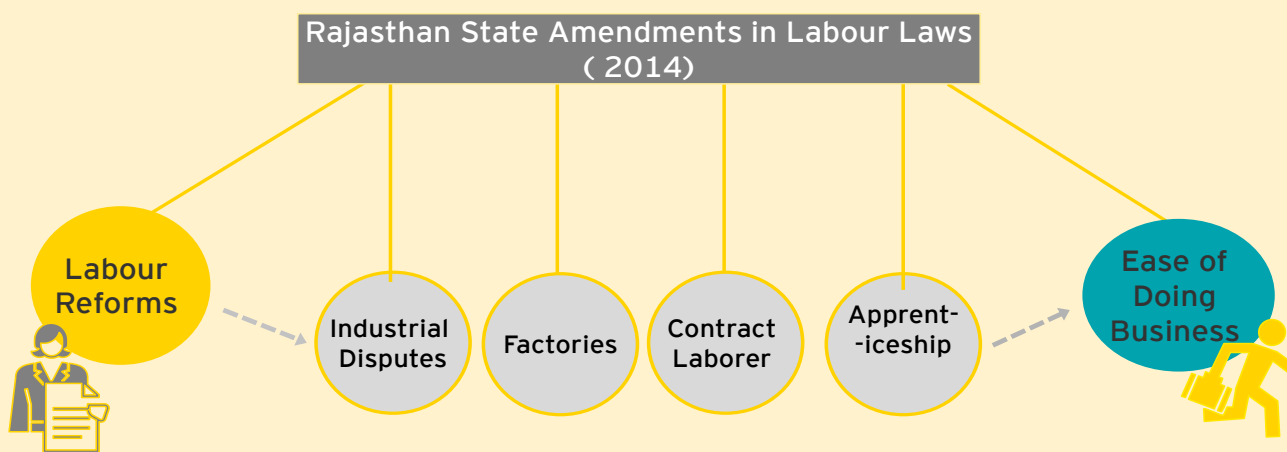 Rajasthan State Amendments in Labour Laws
( 2014)
Labour
Reforms
Industrial
Disputes
Factories
Contract
Laborer
Apprent-
-iceship
Ease of
Doing
Business